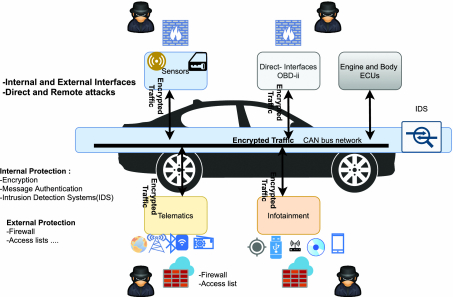 Sensors
Direct- Interfaces
OBD-ii
Engine and Body
ECUs
-Internal and External Interfaces
-Direct and Remote attacks
Encrypted
Traffic
Encrypted
Traffic
IDS
Encrypted Traffic
CAN bus network
Internal Protection :
-Encryption
-Message Authentication
-Intrusion Detection Systems(IDS)
Encrypted
Traffic
Encrypted
Traffic
External Protection
-Firewall
-Access lists ....
Telematics
Infotainment
-Firewall
-Access list